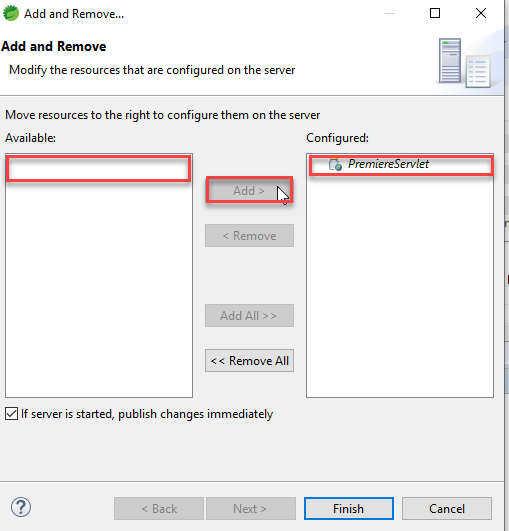 Add and Remove...
Add and Remove
Modify the resources that are configured on the server
Move resources to the right to configure them on the server
Available:
Configured:
PremiereServlet
Add >
< Remove
Add All >>
<< Remove All
If server is started, publish changes immediately
?
< Back
Next >
Finish
Cancel